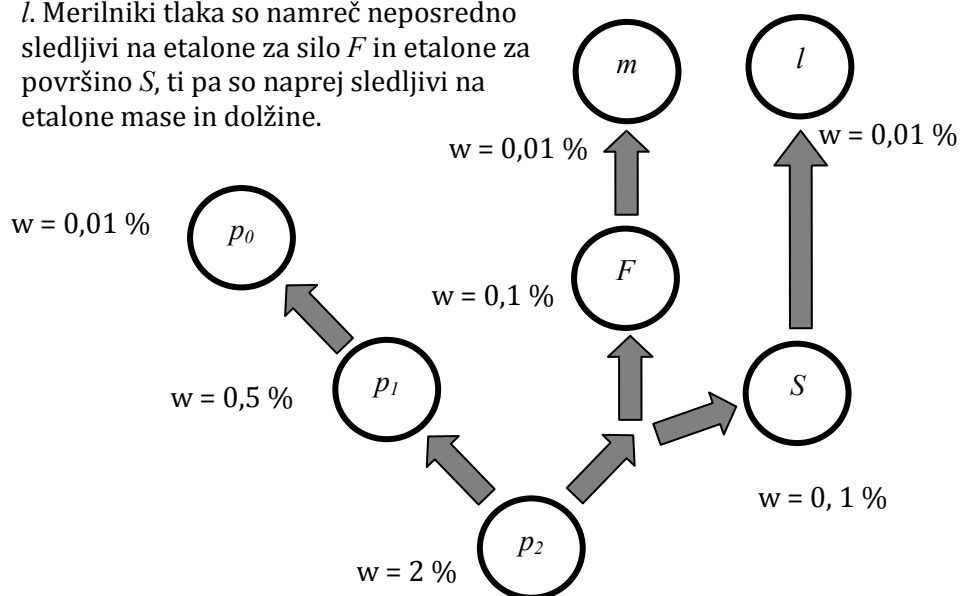 l. Merilniki tlaka so namreč neposredno
sledljivi na etalone za silo F in etalone za
površino S, ti pa so naprej sledljivi na
etalone mase in dolžine.
m
l
w = 0,01 %
w = 0,01 %
w = 0,01 %
p0
F
w = 0,1 %
w = 0,5 %
p1
S
w = 0, 1 %
p2
w = 2 %